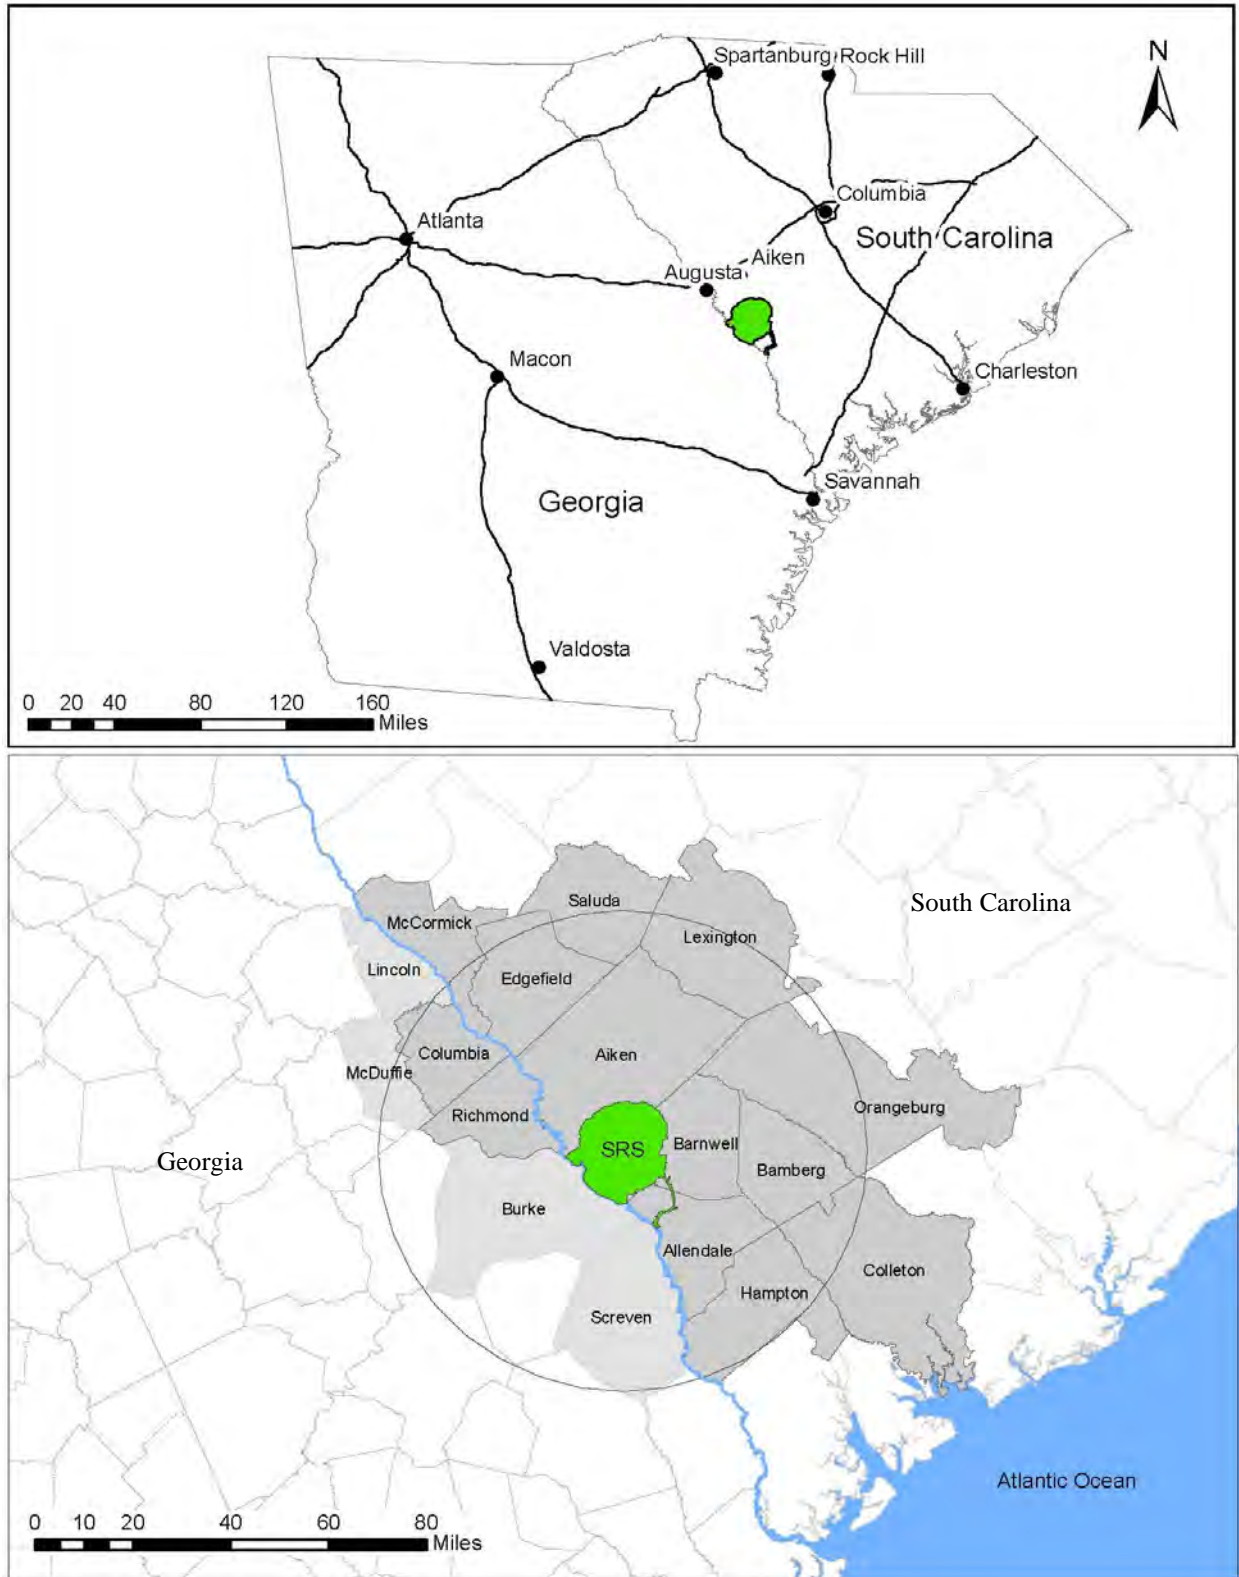 N
Spartanburg Rock Hill
Columbia
Atlanta
South Carolina
Aiken
Augusta
Macon
Charleston
Savannah
Georgia
Valdosta
0 20 40 80 120 160
Miles
Saluda
South Carolina
McCormick
Lexington
Lincoln
Edgefield
Columbia
Aiken
McDuffie
Orangeburg
Richmond
SRS
Barnwell
Georgia
Bamberg
Burke
Allendale
Colleton
Hampton
Screven
Atlantic Ocean
0 10 20 40 60 80
Miles